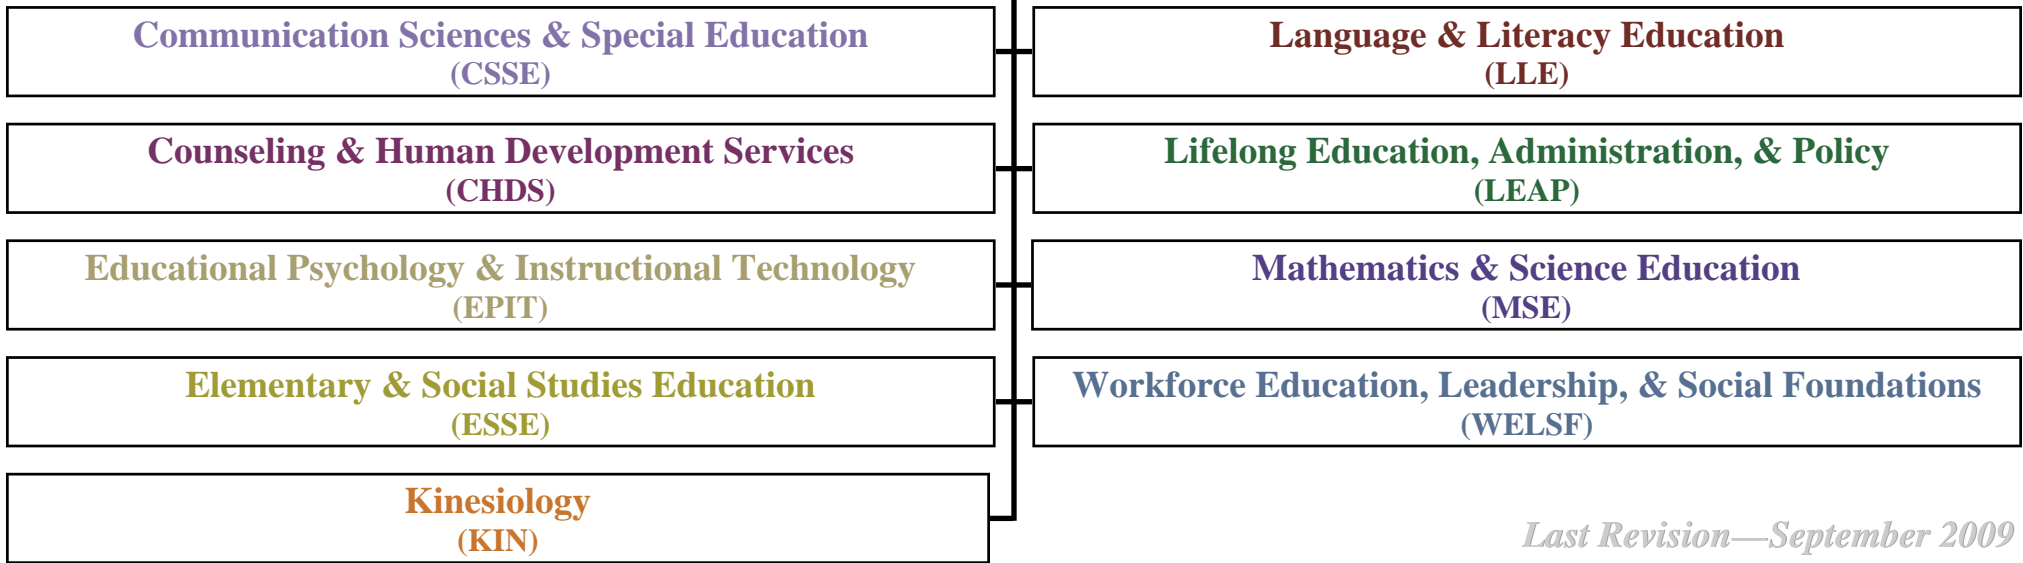 Communication Sciences & Special Education
(CSSE)
Language & Literacy Education
(LLE)
Counseling & Human Development Services
(CHDS)
Lifelong Education, Administration, & Policy
(LEAP)
Educational Psychology & Instructional Technology
(EPIT)
Mathematics & Science Education
(MSE)
Elementary & Social Studies Education
(ESSE)
Workforce Education, Leadership, & Social Foundations
(WELSF)
Kinesiology
(KIN)
Last Revision—September 2009